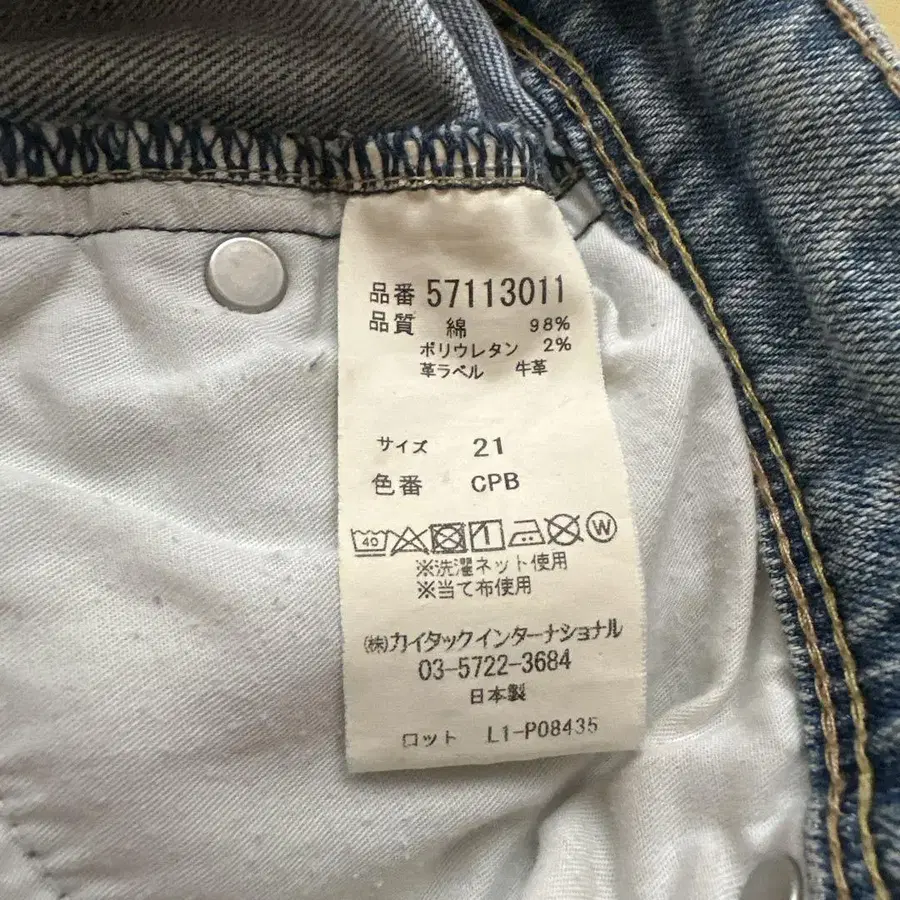 品番 57113011
品質 綿 98%
ポリウレタン 2%
革ラベル 牛革
サイズ 21
色番 CPB
40 W
※洗濯ネット使用
※当て布使用
㈱カイタックインターナショナル
03-5722-3684
日本製
ロット L1-P08435